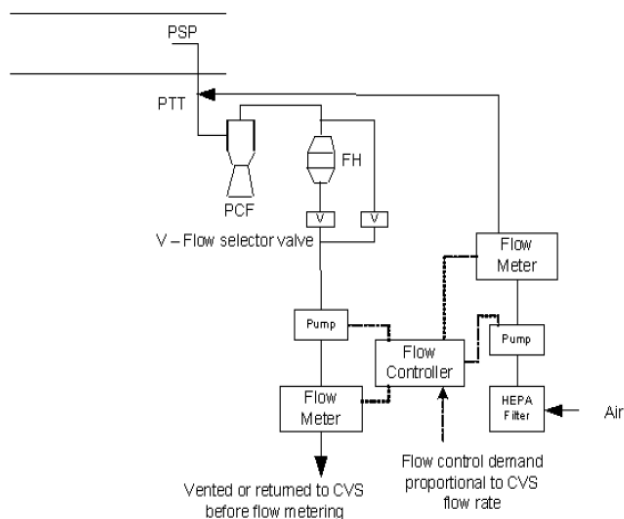 PSP
PTT
PCF
FH
V
V
V – Flow selector valve
Flow
Meter
Pump
Pump
Flow
Controller
Flow
Meter
HEPA
Filter
Air
Vented or returned to CVS
before flow metering
Flow control demand
proportional to CVS
flow rate